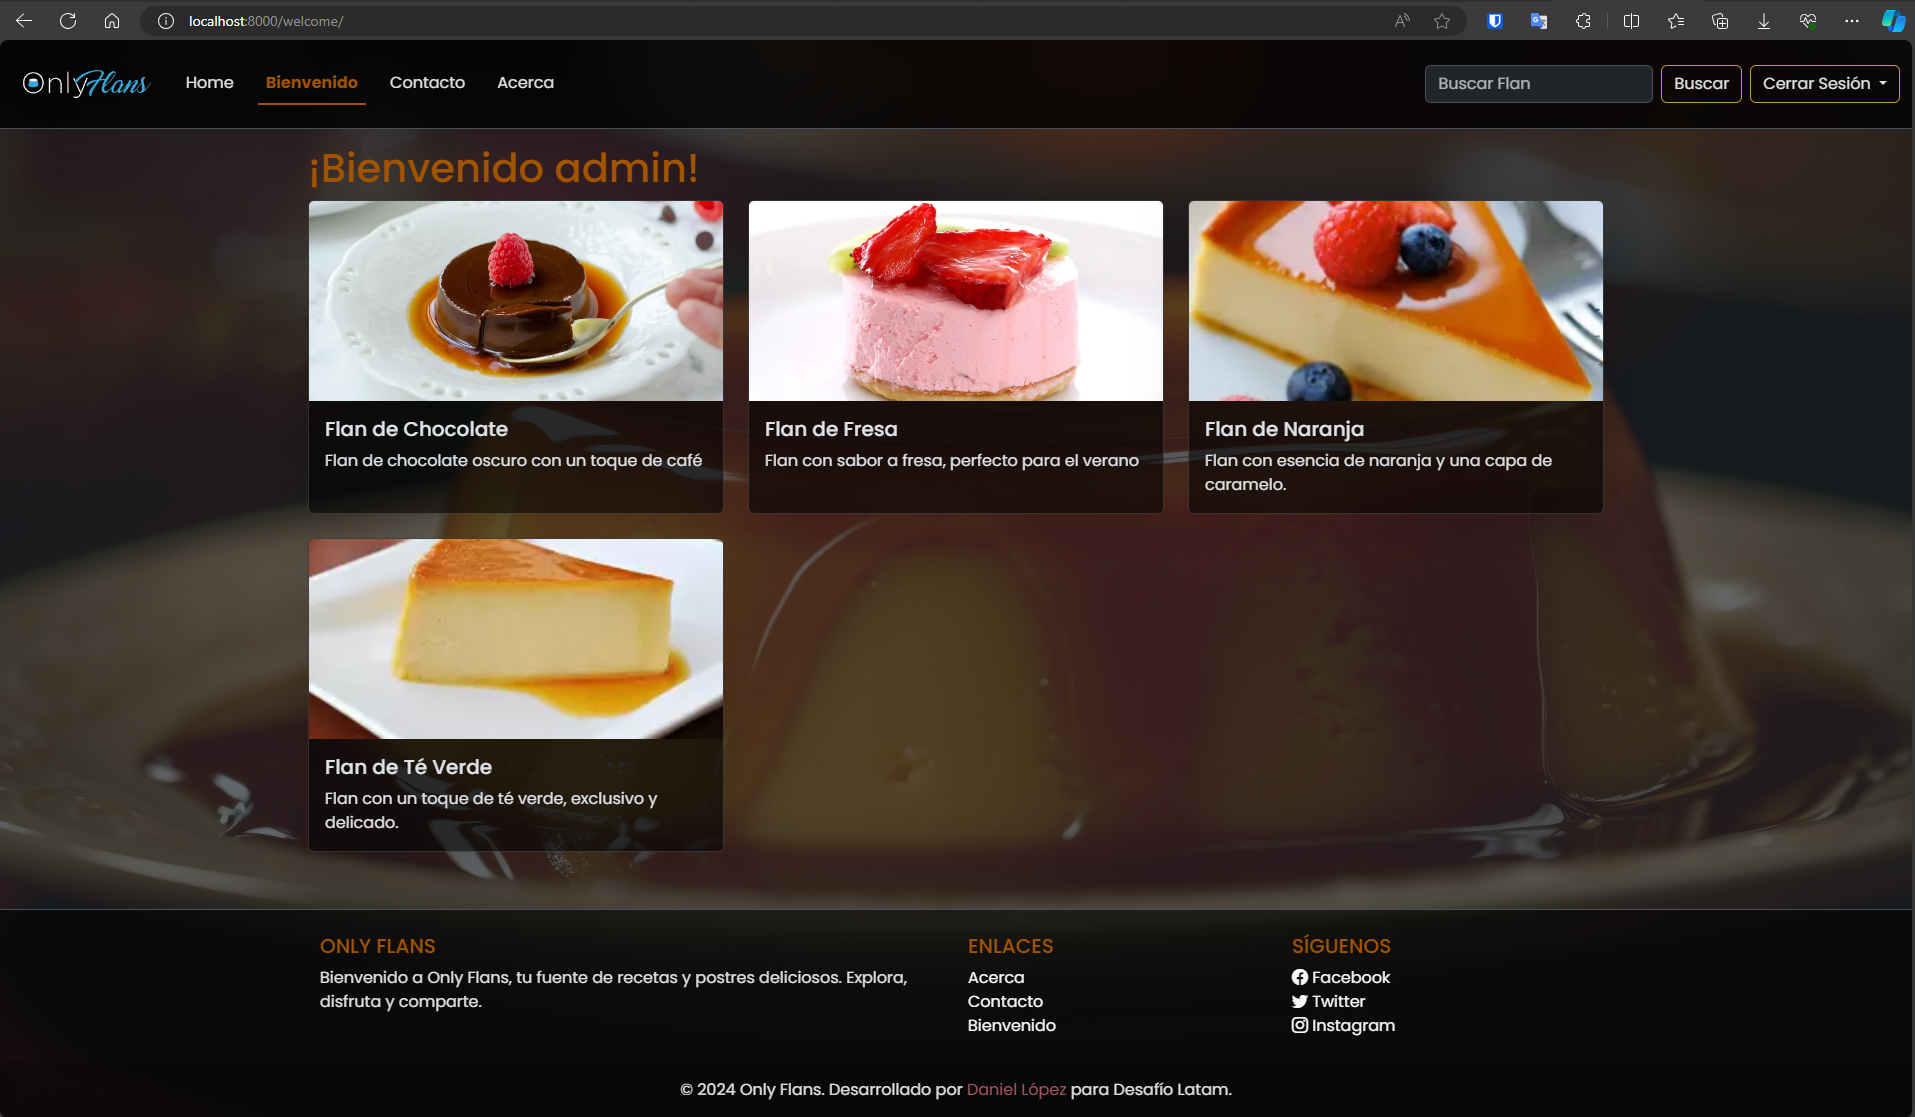 localhost:8000/welcome/
OnlyFlans
Home
Bienvenido
Contacto
Acerca
Buscar Flan
Buscar
Cerrar Sesión
¡Bienvenido admin!
Flan de Chocolate
Flan de chocolate oscuro con un toque de café
Flan de Fresa
Flan con sabor a fresa, perfecto para el verano
Flan de Naranja
Flan con esencia de naranja y una capa de
caramelo.
Flan de Té Verde
Flan con un toque de té verde, exclusivo y
delicado.
ONLY FLANS
Bienvenido a Only Flans, tu fuente de recetas y postres deliciosos. Explora,
disfruta y comparte.
ENLACES
Acerca
Contacto
Bienvenido
SÍGUENOS
Facebook
Twitter
Instagram
© 2024 Only Flans. Desarrollado por Daniel López para Desafío Latam.